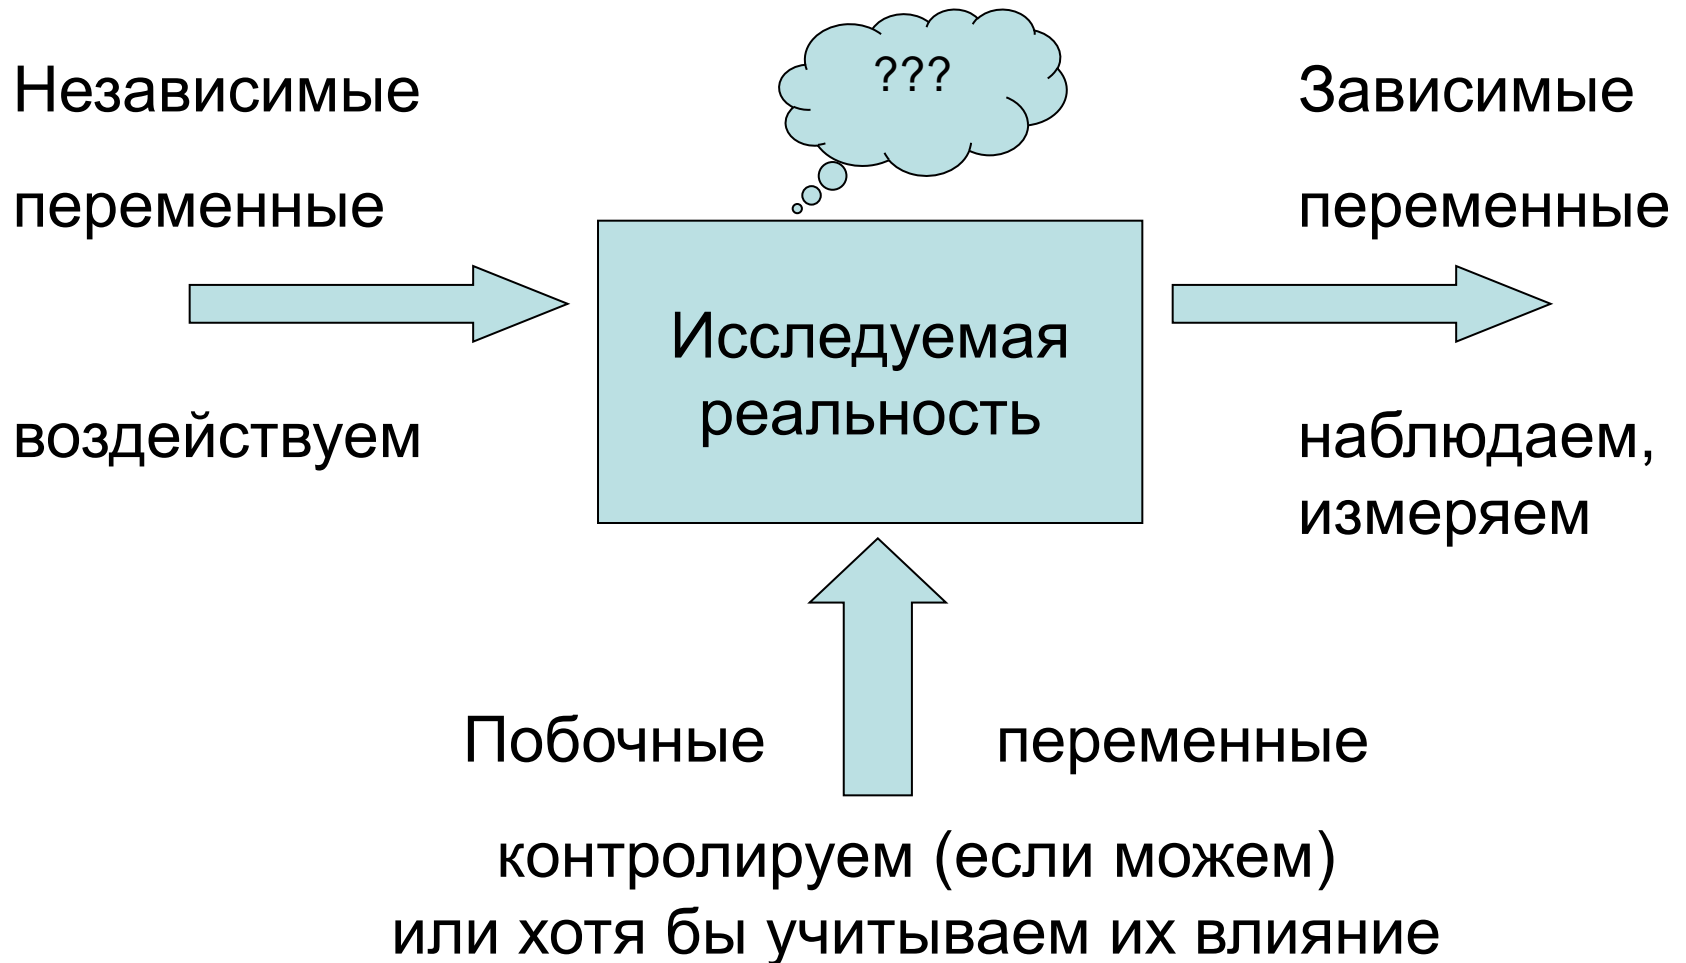 ???
Независимые
переменные
воздействуем
Исследуемая
реальность
Зависимые
переменные
наблюдаем,
измеряем
Побочные переменные
контролируем (если можем)
или хотя бы учитываем их влияние